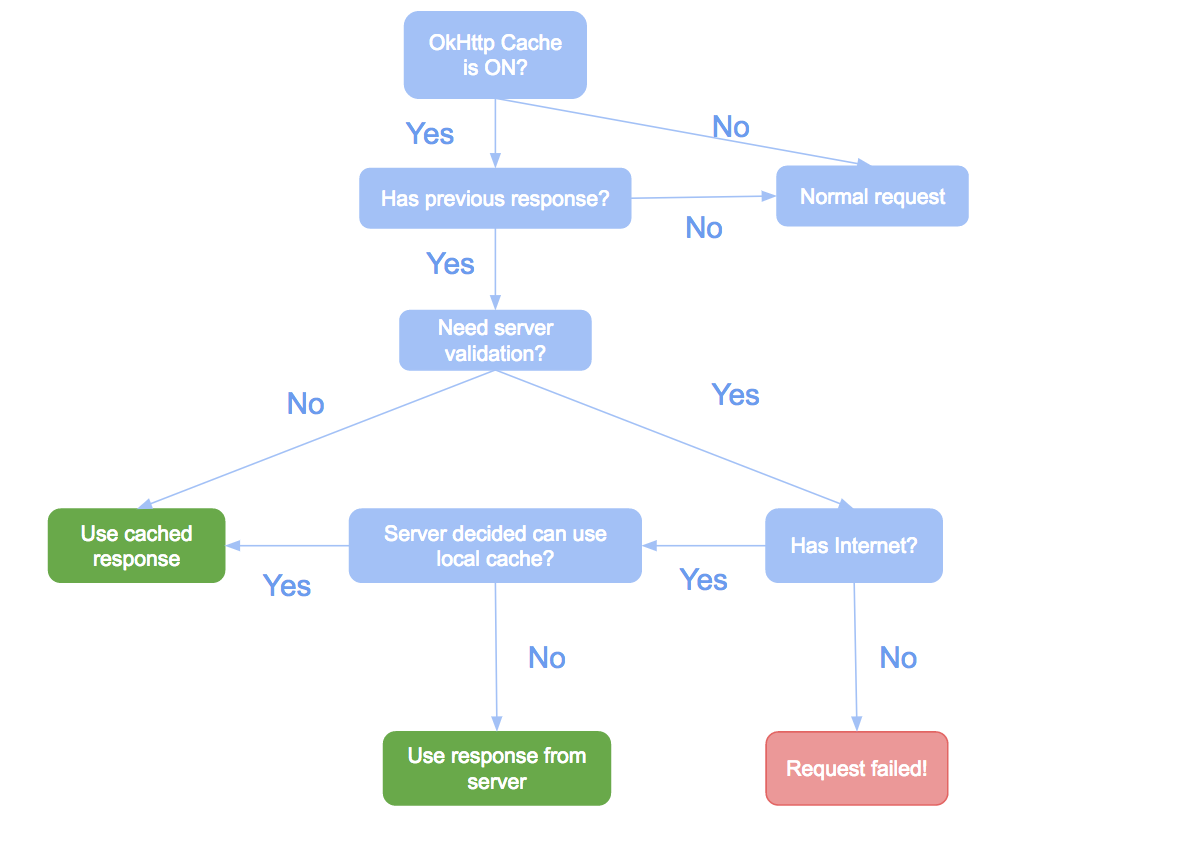 OkHttp Cache
is ON?
Yes
No
Has previous response?
Normal request
No
Yes
Need server
validation?
No
Yes
Use cached
response
Server decided can use
local cache?
Has Internet?
Yes
Yes
No
No
Use response from
server
Request failed!